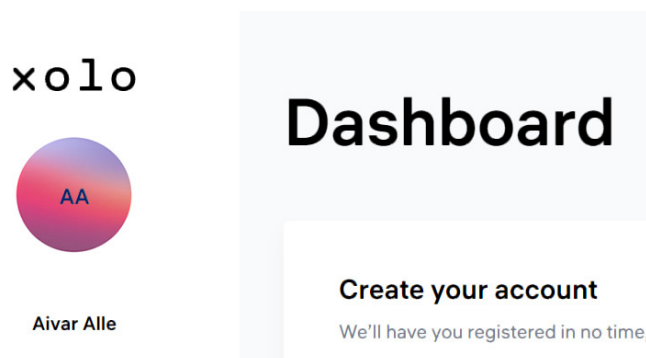 xolo
AA
Aivar Alle
Dashboard
Create your account
We'll have you registered in no time,